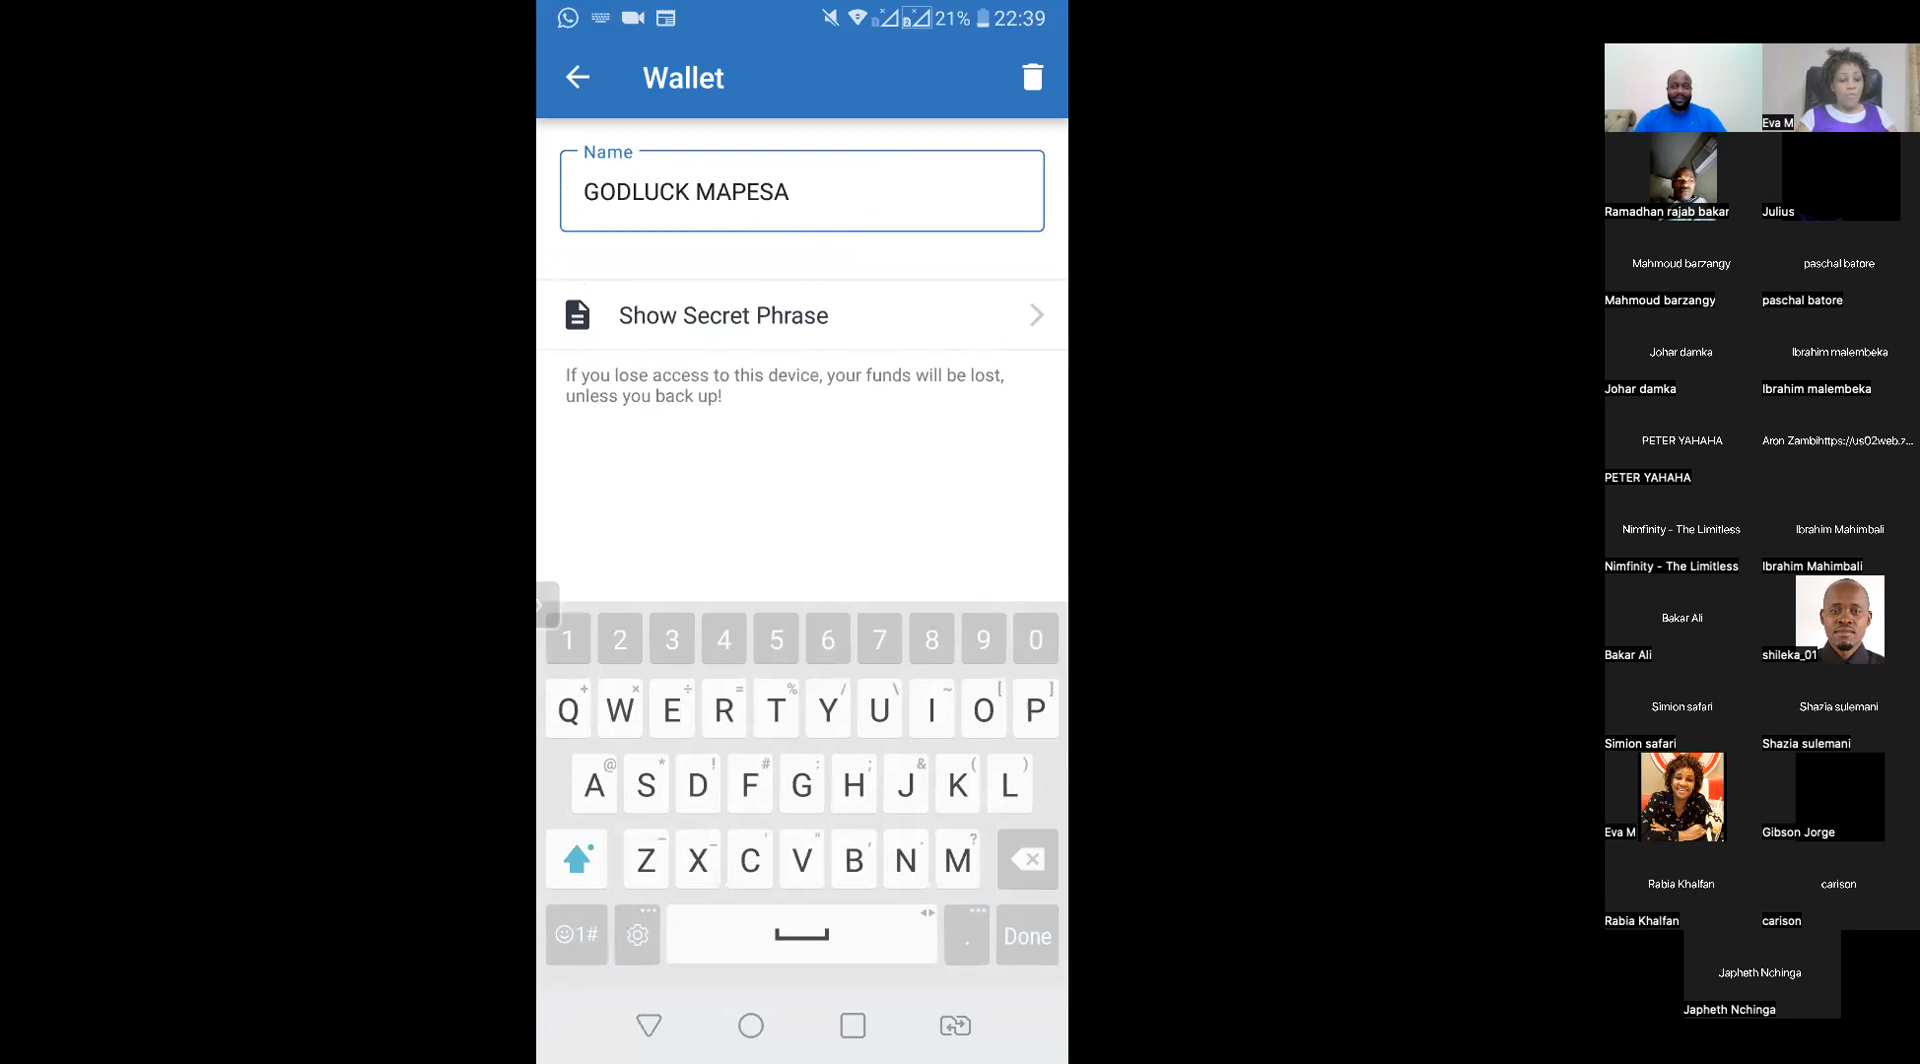 21% 22:39
Wallet
Name
GODLUCK MAPESA
Show Secret Phrase
If you lose access to this device, your funds will be lost,
unless you back up!
1 2 3 4 5 6 7 8 9 0
+ × ÷ = % / \ ~ [ ]
Q W E R T Y U I O P
@ * ! # : ; & ( )
A S D F G H J K L
Z X C V B N M ?
1# . Done
Eva M
Ramadhan rajab bakar
Julius
Mahmoud barzangy
paschal batore
Mahmoud barzangy
paschal batore
Johar damka
Ibrahim malembeka
Johar damka
Ibrahim malembeka
PETER YAHAHA
Aron Zambihttps://us02web.z...
PETER YAHAHA
Nimfinity - The Limitless
Ibrahim Mahimbali
Nimfinity - The Limitless
Ibrahim Mahimbali
Bakar Ali
Bakar Ali
shileka_01
Simion safari
Shazia sulemani
Simion safari
Shazia sulemani
Eva M
Gibson Jorge
Rabia Khalfan
carison
Rabia Khalfan
carison
Japheth Nchinga
Japheth Nchinga